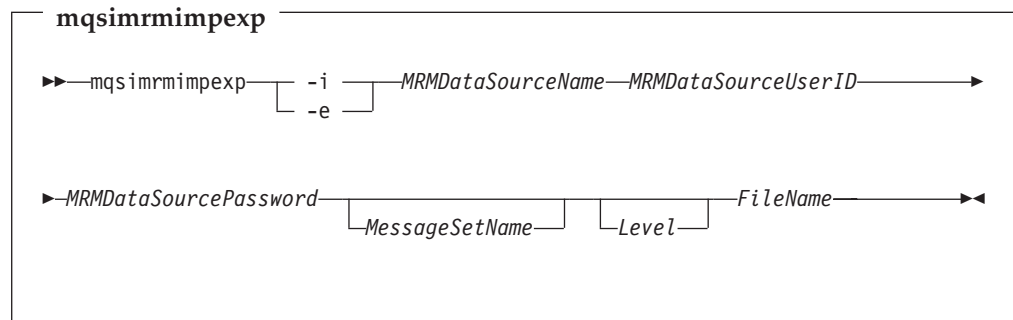 mqsimrmimpexp
mqsimrmimpexp -i MRMDataSourceName MRMDataSourceUserID
-e
MRMDataSourcePassword FileName
MessageSetName Level